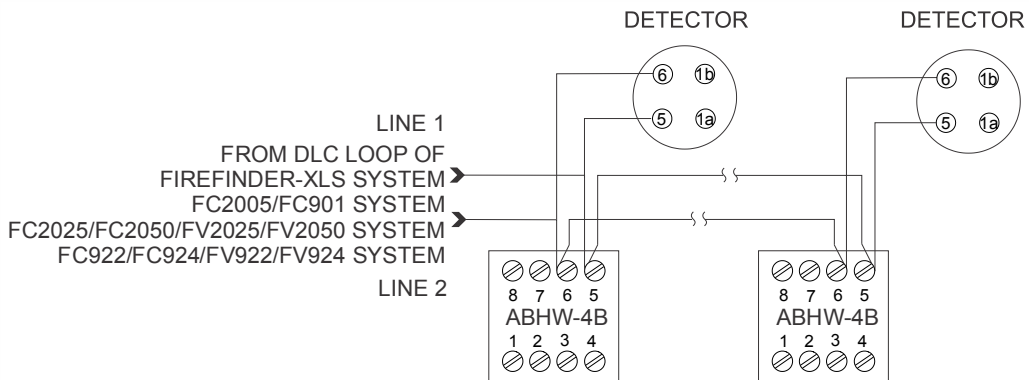 DETECTOR
DETECTOR
6 1b
5 1a
6 1b
5 1a
LINE 1
FROM DLC LOOP OF
FIREFINDER-XLS SYSTEM
FC2005/FC901 SYSTEM
FC2025/FC2050/FV2025/FV2050 SYSTEM
FC922/FC924/FV922/FV924 SYSTEM
LINE 2
8 7 6 5
ABHW-4B
1 2 3 4
8 7 6 5
ABHW-4B
1 2 3 4